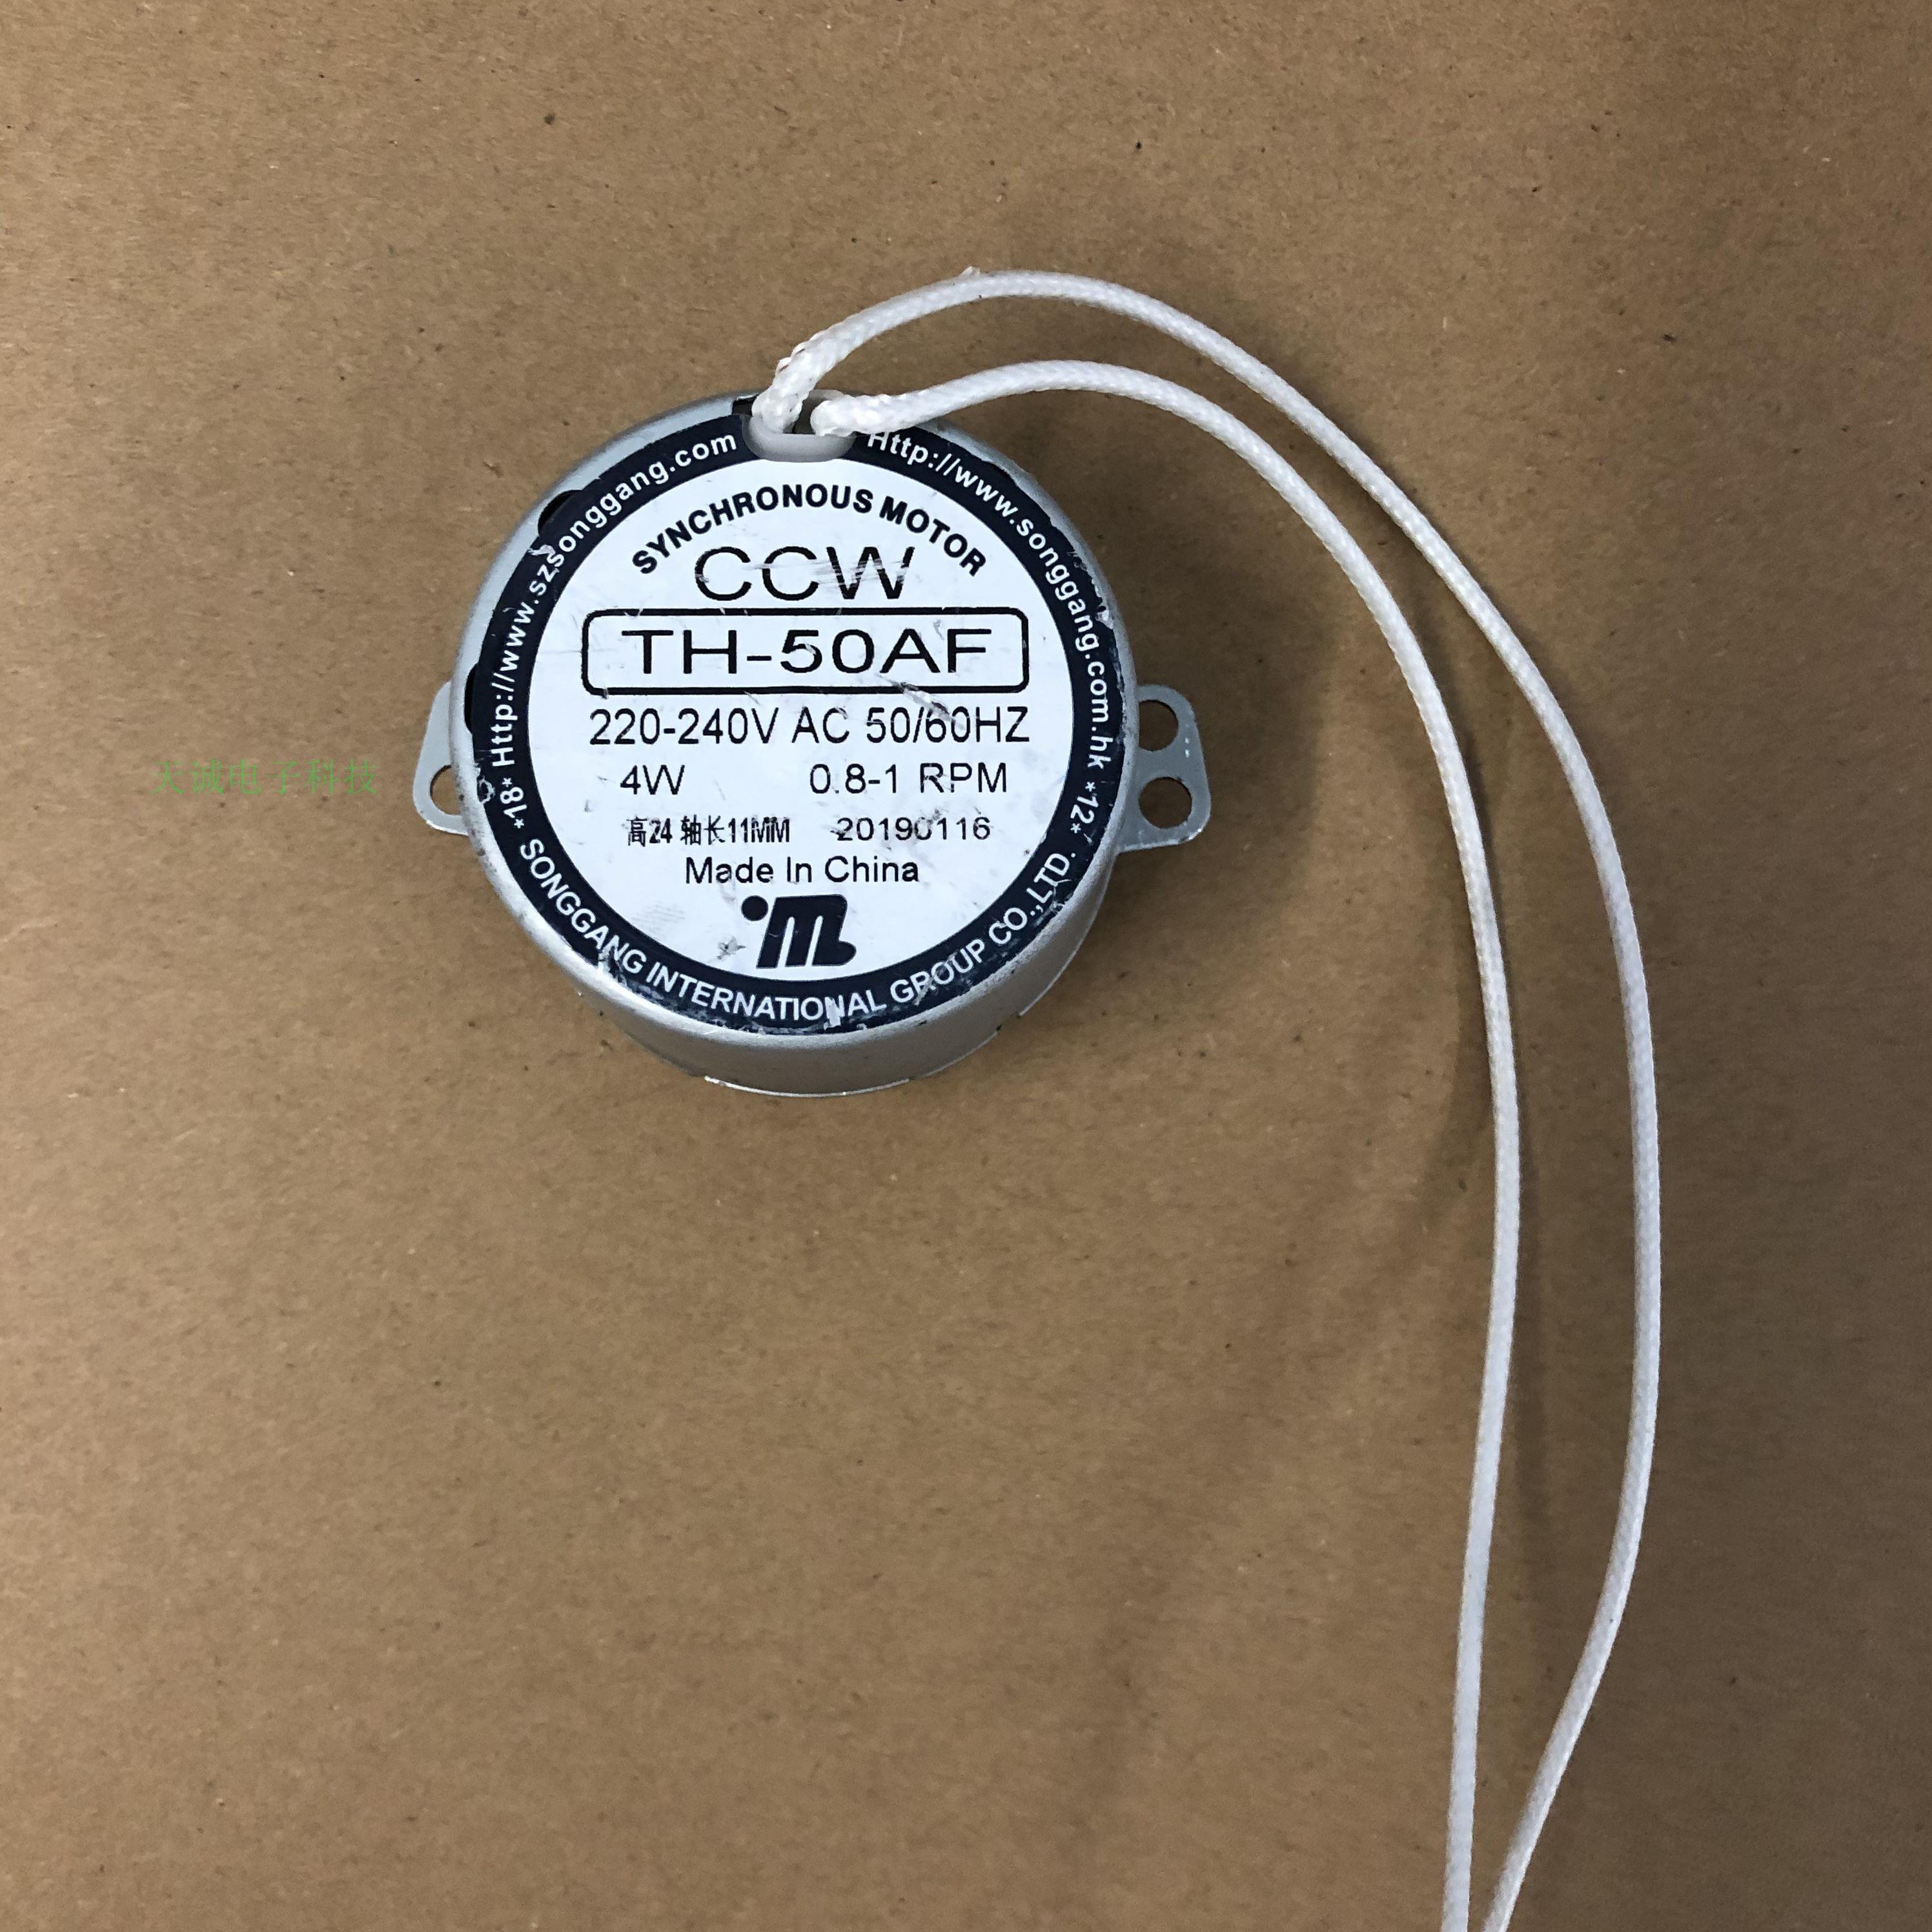 Http://www.szsonggang.com
Http://www.songgang.com.hk
SYNCHRONOUS MOTOR
CCW
TH-50AF
220-240V AC 50/60HZ
4W 0.8-1 RPM
高24 轴长11MM 20190116
Made In China
*18* SONGGANG INTERNATIONAL GROUP CO.,LTD. *12*
天诚电子科技